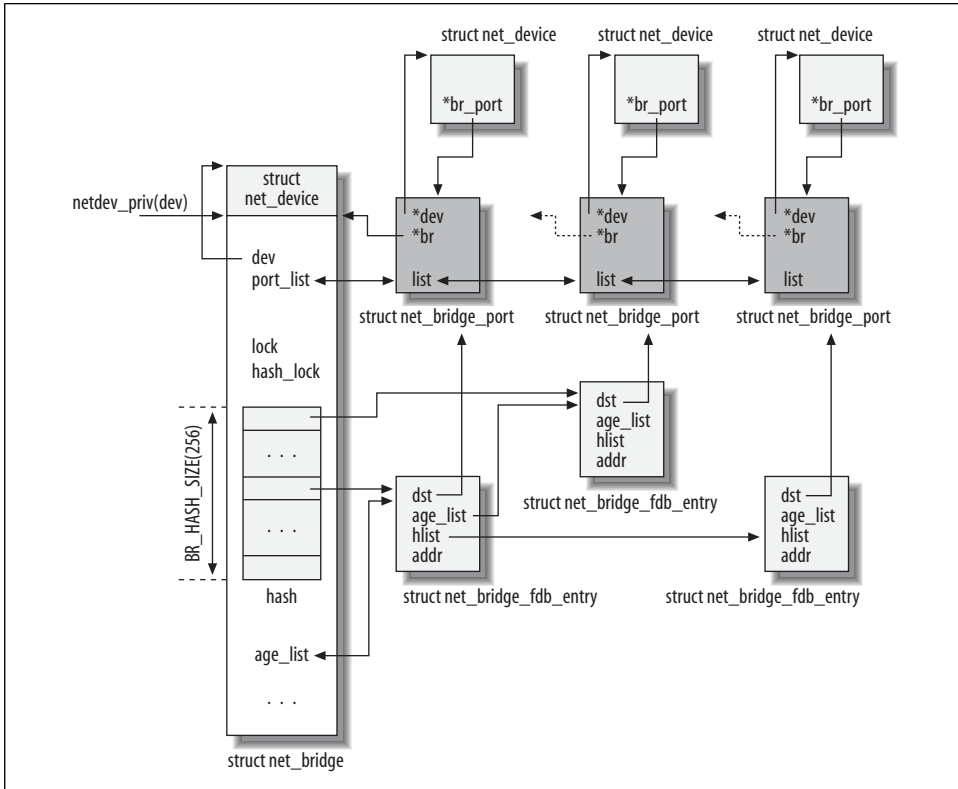 struct net_device
struct net_device
struct net_device
*br_port
*br_port
*br_port
struct
net_device
netdev_priv(dev)
*dev
*br
list
*dev
*br
list
*dev
*br
list
dev
port_list
struct net_bridge_port
struct net_bridge_port
struct net_bridge_port
lock
hash_lock
BR_HASH_SIZE(256)
. . .
. . .
hash
dst
age_list
hlist
addr
struct net_bridge_fdb_entry
dst
age_list
hlist
addr
struct net_bridge_fdb_entry
dst
age_list
hlist
addr
struct net_bridge_fdb_entry
age_list
. . .
struct net_bridge